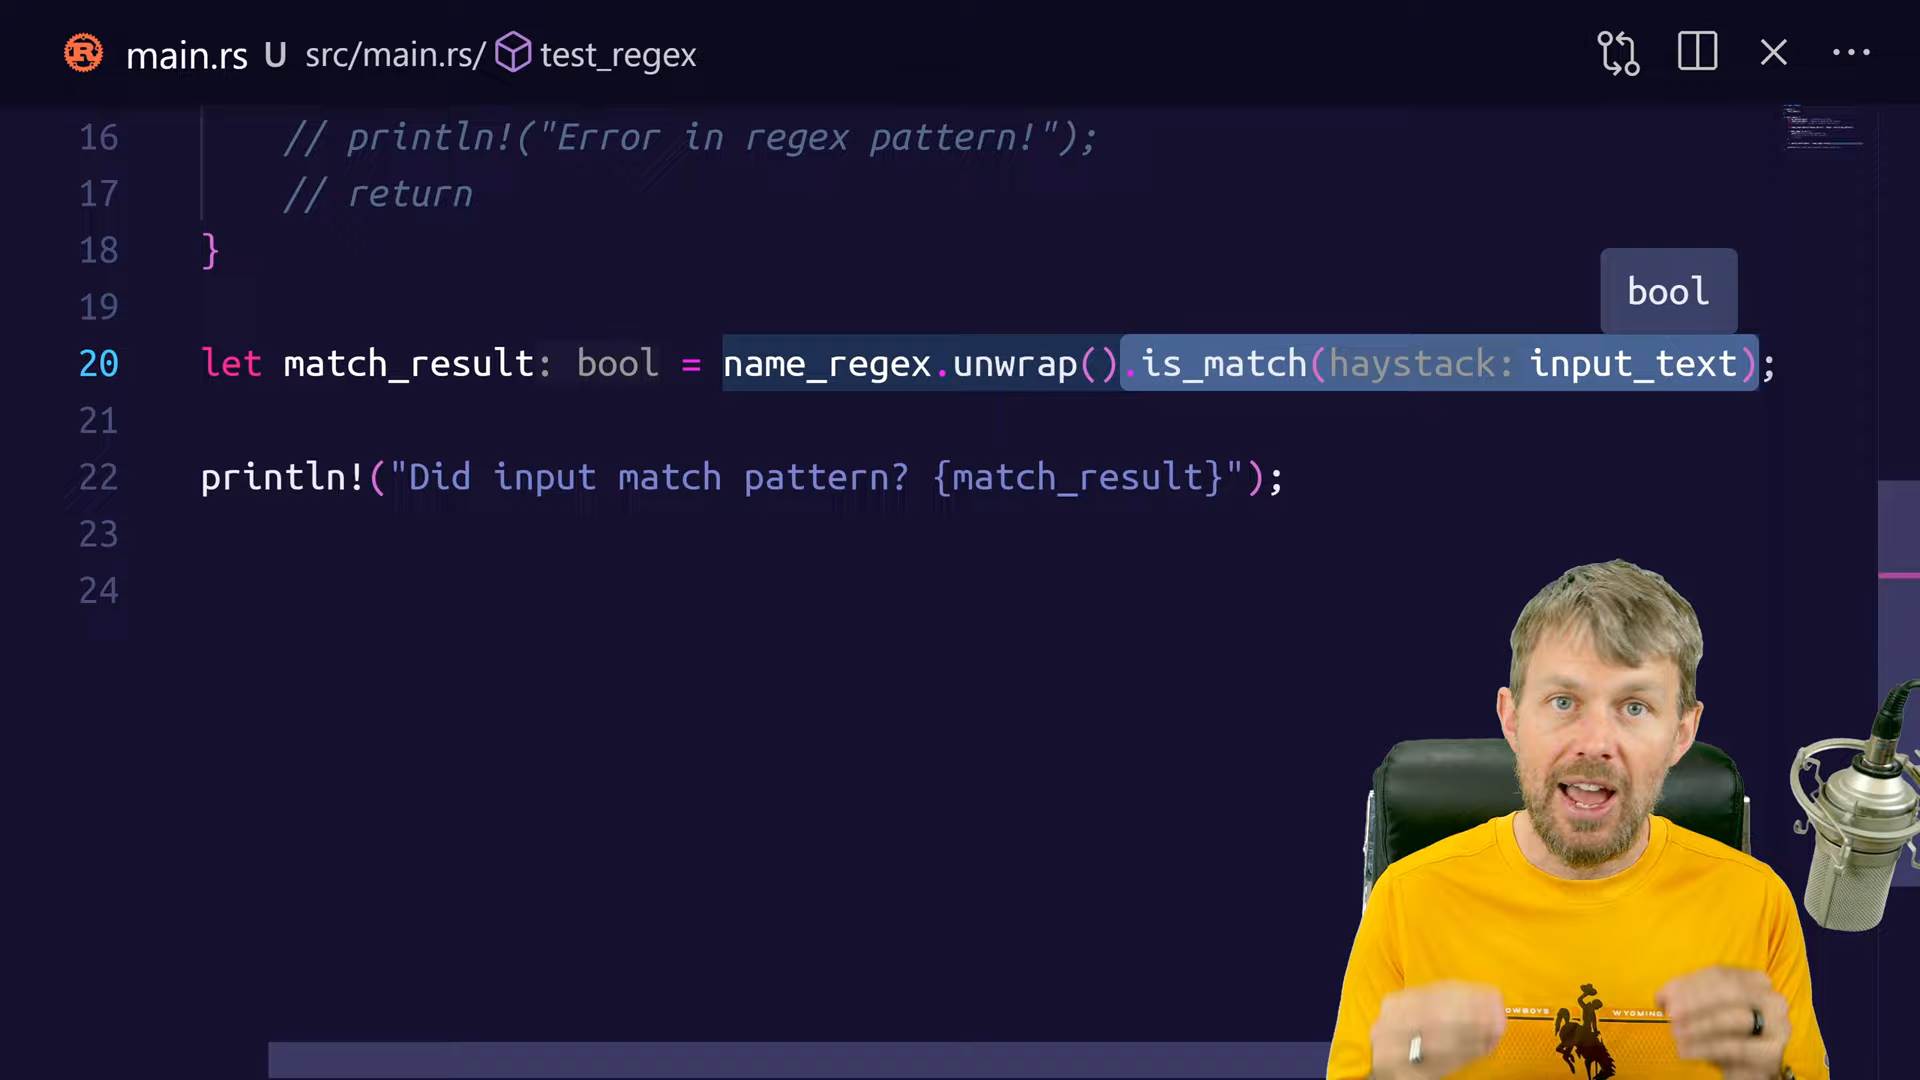 main.rs U src/main.rs/ test_regex
16 // println!("Error in regex pattern!");
17 // return
18 }
19
bool
20 let match_result: bool = name_regex.unwrap().is_match(haystack: input_text);
21
22 println!("Did input match pattern? {match_result}");
23
24
WYOMING